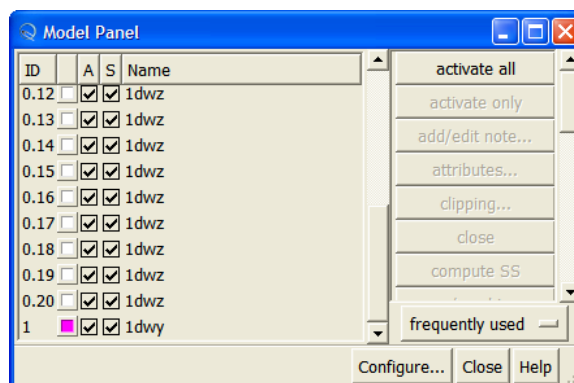 Model Panel
ID A S Name
0.12 1dwz
0.13 1dwz
0.14 1dwz
0.15 1dwz
0.16 1dwz
0.17 1dwz
0.18 1dwz
0.19 1dwz
0.20 1dwz
1 1dwy
activate all
activate only
add/edit note...
attributes...
clipping...
close
compute SS
frequently used
Configure... Close Help